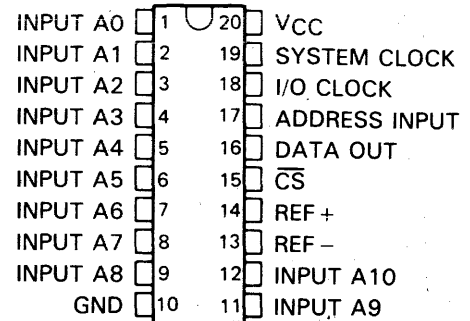 INPUT A0 1 20 VCC
INPUT A1 2 19 SYSTEM CLOCK
INPUT A2 3 18 I/O CLOCK
INPUT A3 4 17 ADDRESS INPUT
INPUT A4 5 16 DATA OUT
INPUT A5 6 15 C̅S̅
INPUT A6 7 14 REF+
INPUT A7 8 13 REF−
INPUT A8 9 12 INPUT A10
GND 10 11 INPUT A9